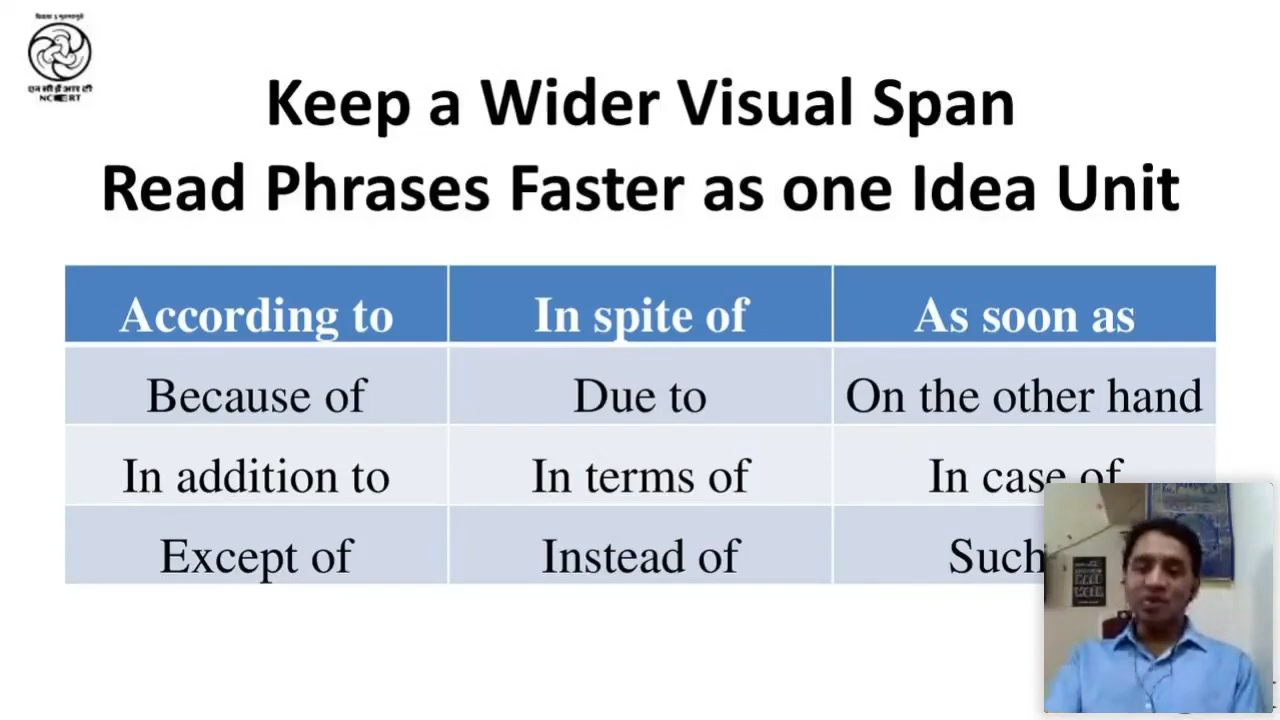 एन सी ई आर टी
NCERT
Keep a Wider Visual Span
Read Phrases Faster as one Idea Unit
According to In spite of As soon as
Because of Due to On the other hand
In addition to In terms of In case of
Except of Instead of Such